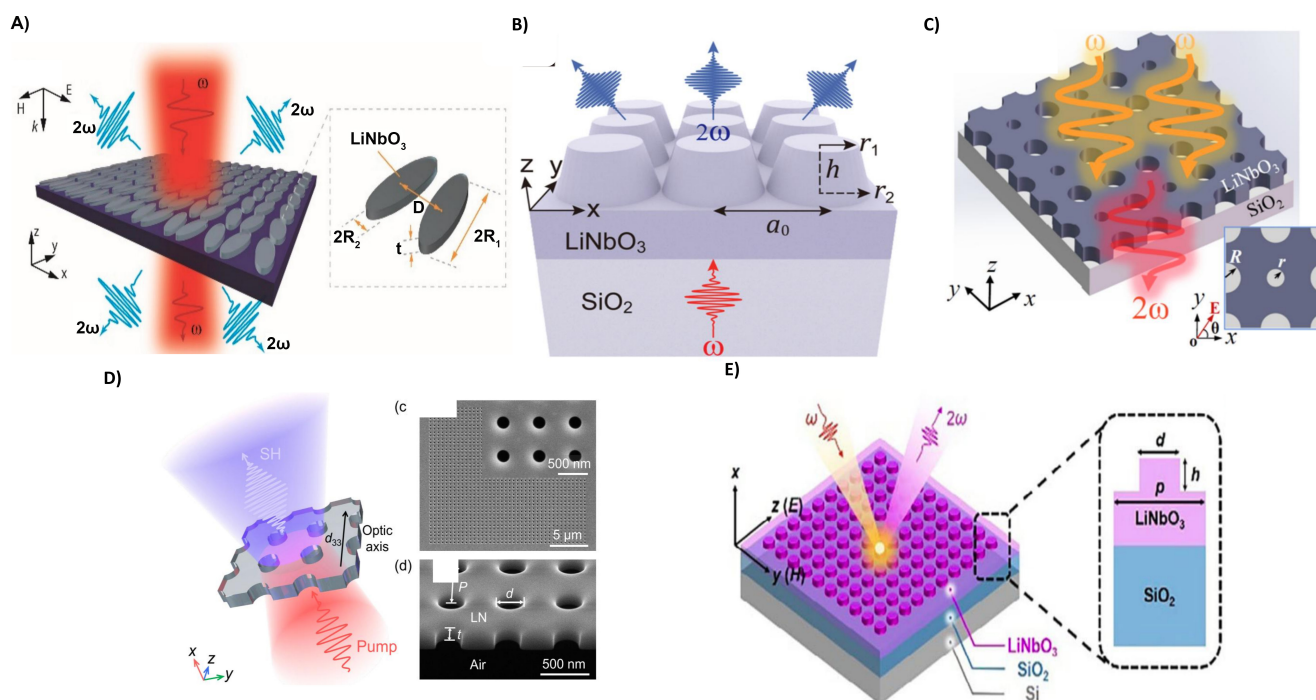 A)
ω
H
E
k
2ω
2ω
LiNbO₃
D
2R₂
t
2R₁
z
y
x
2ω
ω
2ω
B)
2ω
r₁
h
r₂
z
y
x
a₀
LiNbO₃
SiO₂
ω
C)
ω
ω
LiNbO₃
SiO₂
z
y
x
2ω
R
r
y
E
θ
o
x
D)
SH
d₃₃
Optic
axis
Pump
x
z
y
(c
500 nm
5 µm
(d)
P
d
LN
t
Air
500 nm
E)
ω
2ω
x
z (E)
y (H)
LiNbO₃
SiO₂
Si
d
h
p
LiNbO₃
SiO₂